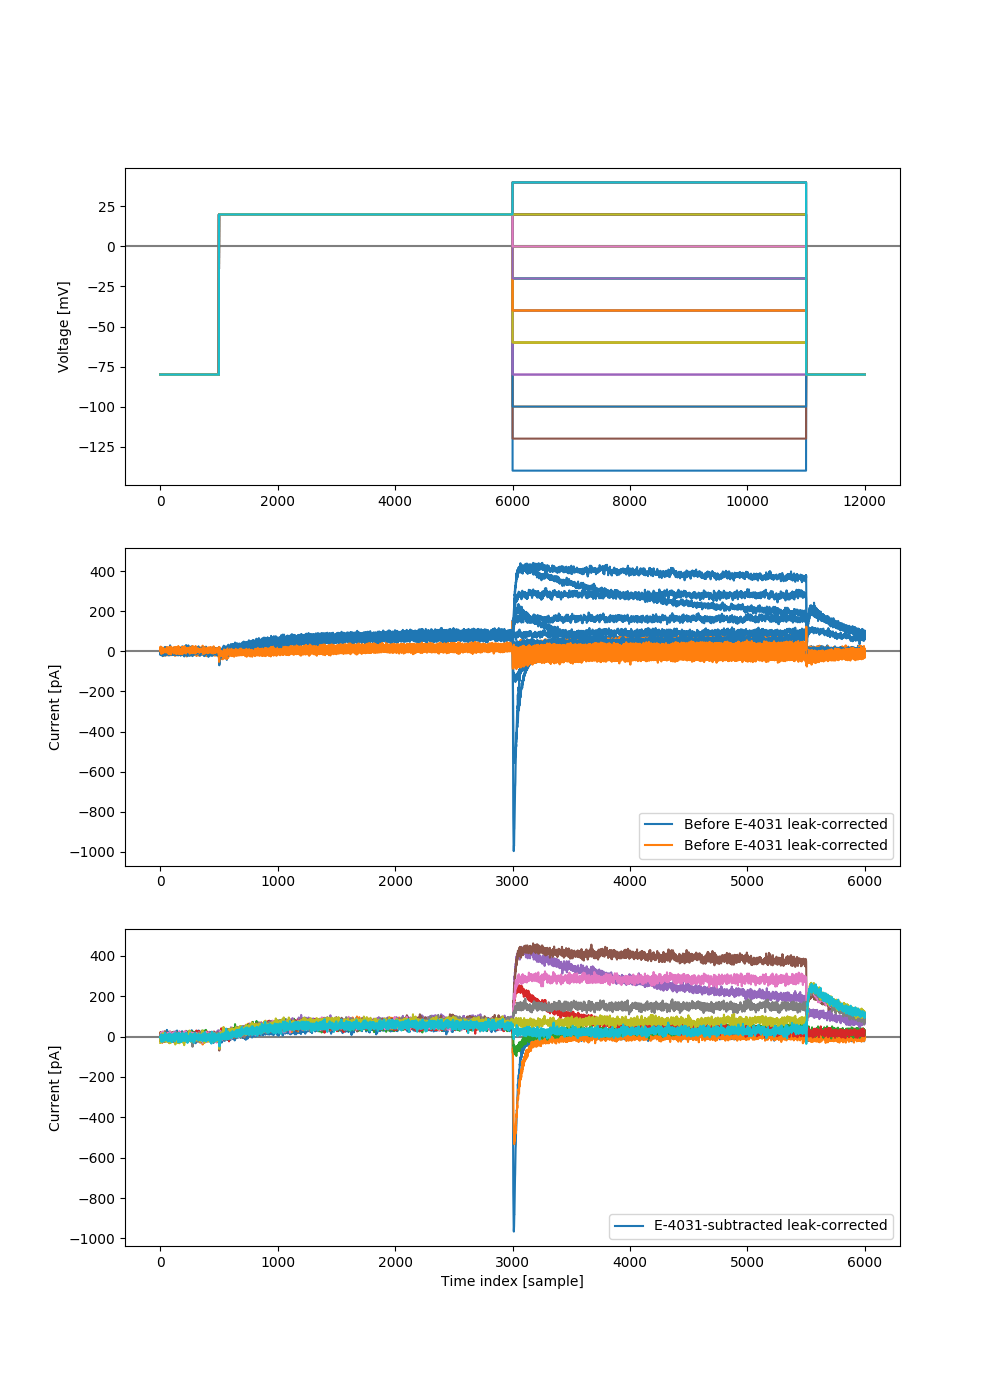 25
0
−25
−50
−75
−100
−125
Voltage [mV]
0 2000 4000 6000 8000 10000 12000
400
200
0
−200
−400
−600
−800
−1000
Current [pA]
Before E-4031 leak-corrected
Before E-4031 leak-corrected
0 1000 2000 3000 4000 5000 6000
400
200
0
−200
−400
−600
−800
−1000
Current [pA]
E-4031-subtracted leak-corrected
0 1000 2000 3000 4000 5000 6000
Time index [sample]